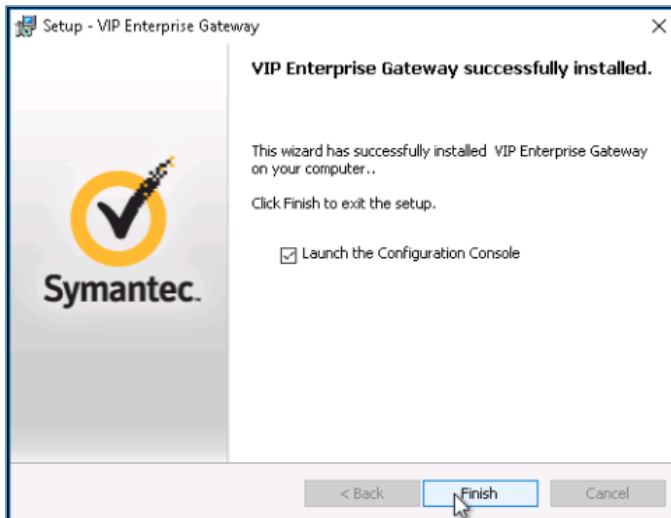 Setup - VIP Enterprise Gateway
VIP Enterprise Gateway successfully installed.
This wizard has successfully installed VIP Enterprise Gateway
on your computer..
Click Finish to exit the setup.
Launch the Configuration Console
Symantec.
< Back
Finish
Cancel